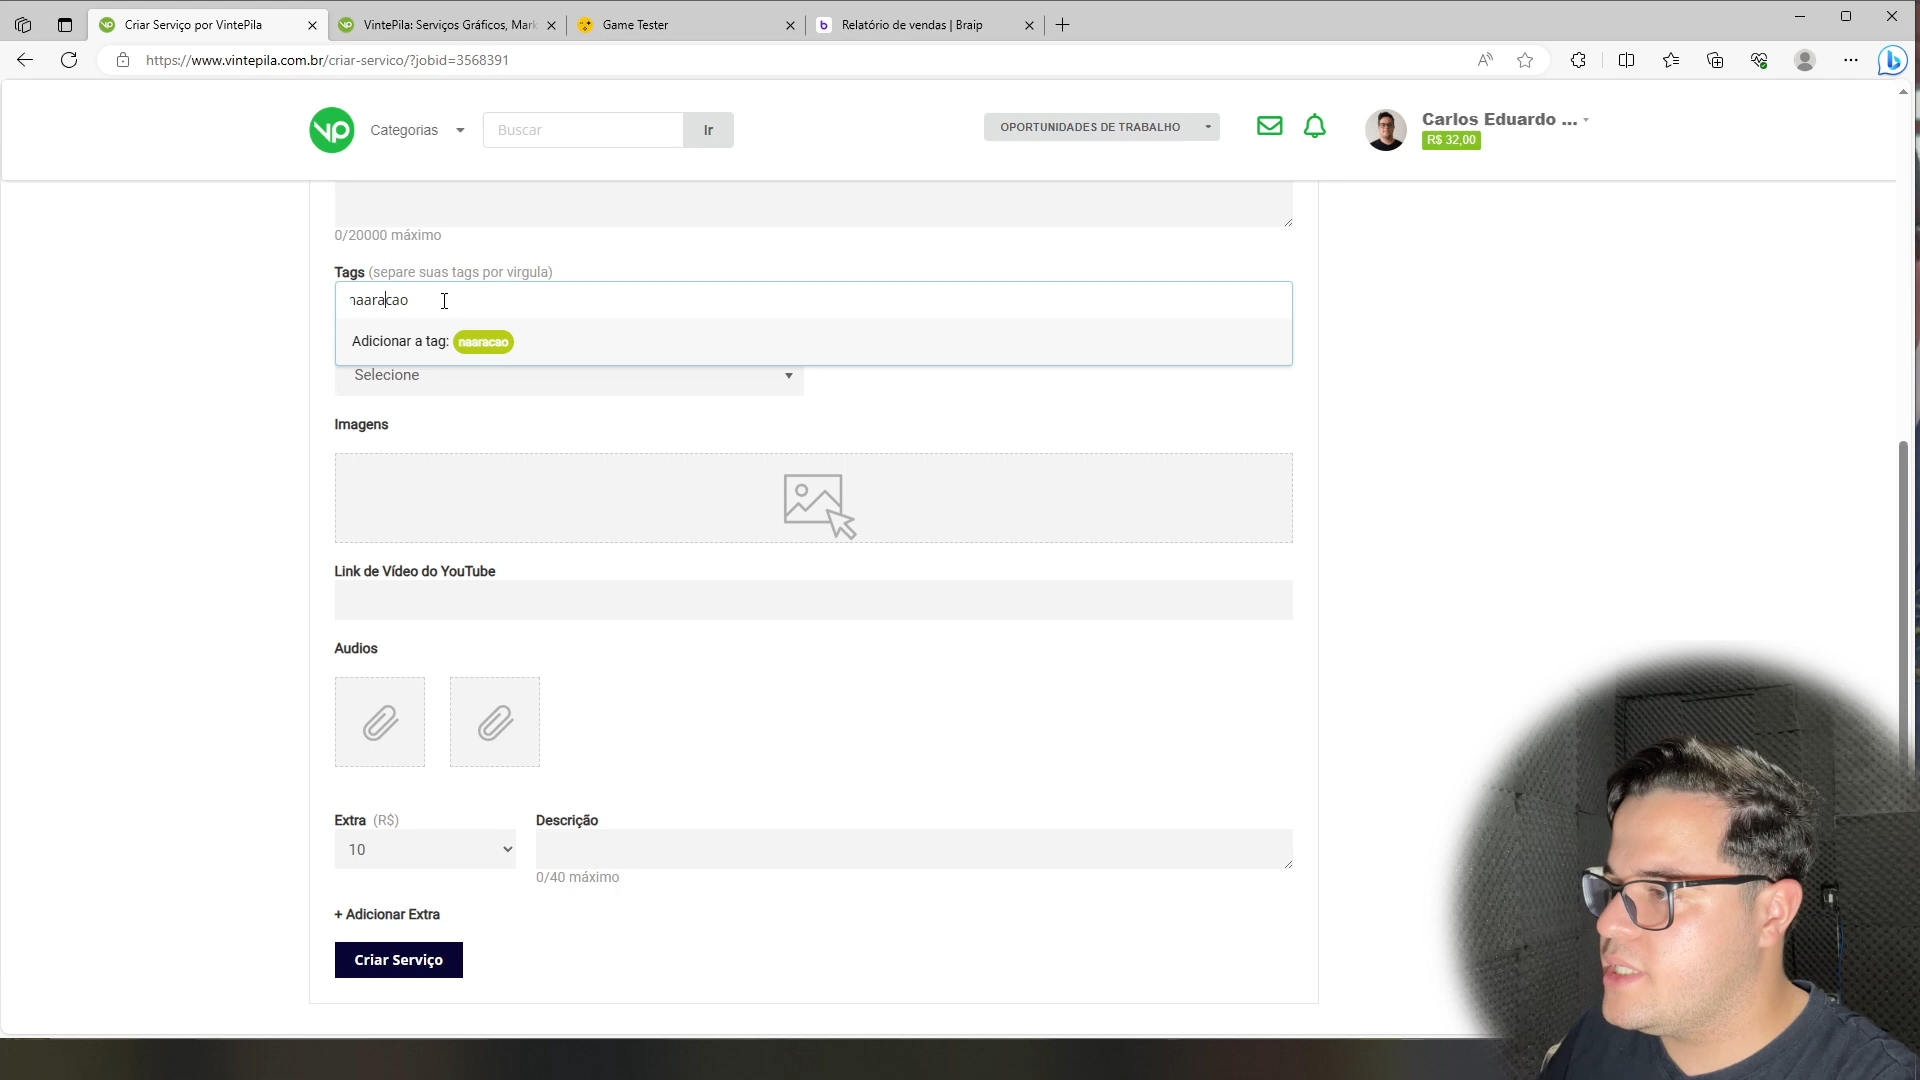 Criar Serviço por VintePila
VintePila: Serviços Gráficos, Mark
Game Tester
Relatório de vendas | Braip
https://www.vintepila.com.br/criar-servico/?jobid=3568391
vp
Categorias
Buscar
Ir
OPORTUNIDADES DE TRABALHO
Carlos Eduardo ...
R$ 32,00
0/20000 máximo
Tags (separe suas tags por virgula)
naaracao
Adicionar a tag: naaracao
Selecione
Imagens
Link de Vídeo do YouTube
Audios
Extra (R$)
Descrição
10
0/40 máximo
+ Adicionar Extra
Criar Serviço